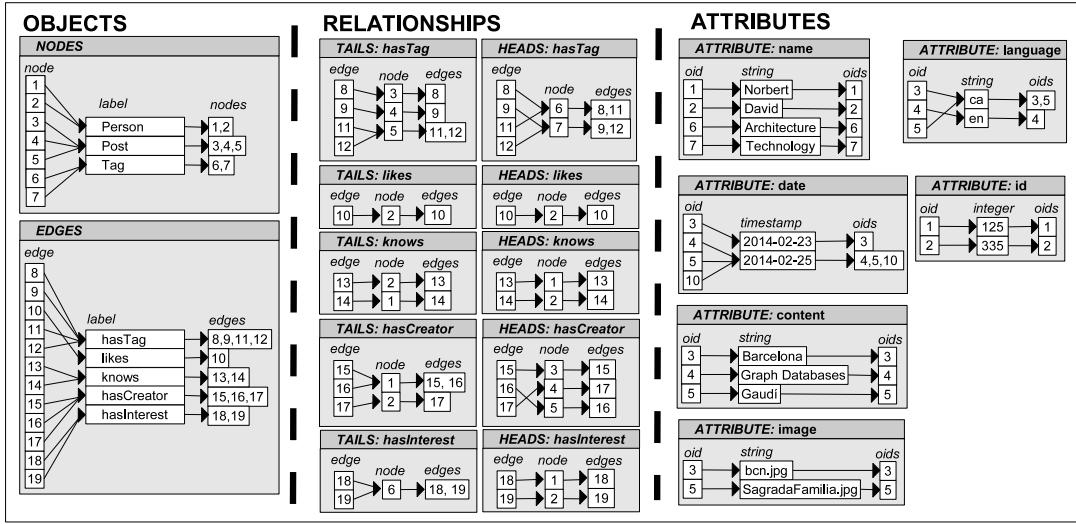 OBJECTS
NODES
node
1
2
3
4
5
6
7
label
Person
Post
Tag
nodes
1,2
3,4,5
6,7
EDGES
edge
8
9
10
11
12
13
14
15
16
17
18
19
label
hasTag
likes
knows
hasCreator
hasInterest
edges
8,9,11,12
10
13,14
15,16,17
18,19
RELATIONSHIPS
TAILS: hasTag
edge node edges
8 3 8
9 4 9
11 5 11,12
12
HEADS: hasTag
edge node edges
8 6 8,11
9 7 9,12
11
12
TAILS: likes
edge node edges
10 2 10
HEADS: likes
edge node edges
10 2 10
TAILS: knows
edge node edges
13 2 13
14 1 14
HEADS: knows
edge node edges
13 1 13
14 2 14
TAILS: hasCreator
edge node edges
15 1 15, 16
16 2 17
17
HEADS: hasCreator
edge node edges
15 3 15
16 4 17
17 5 16
TAILS: hasInterest
edge node edges
18 6 18, 19
19
HEADS: hasInterest
edge node edges
18 1 18
19 2 19
ATTRIBUTES
ATTRIBUTE: name
oid string oids
1 Norbert 1
2 David 2
6 Architecture 6
7 Technology 7
ATTRIBUTE: language
oid string oids
3 ca 3,5
4 en 4
5
ATTRIBUTE: date
oid timestamp oids
3 2014-02-23 3
4 2014-02-25 4,5,10
5
10
ATTRIBUTE: id
oid integer oids
1 125 1
2 335 2
ATTRIBUTE: content
oid string oids
3 Barcelona 3
4 Graph Databases 4
5 Gaudí 5
ATTRIBUTE: image
oid string oids
3 bcn.jpg 3
5 SagradaFamilia.jpg 5